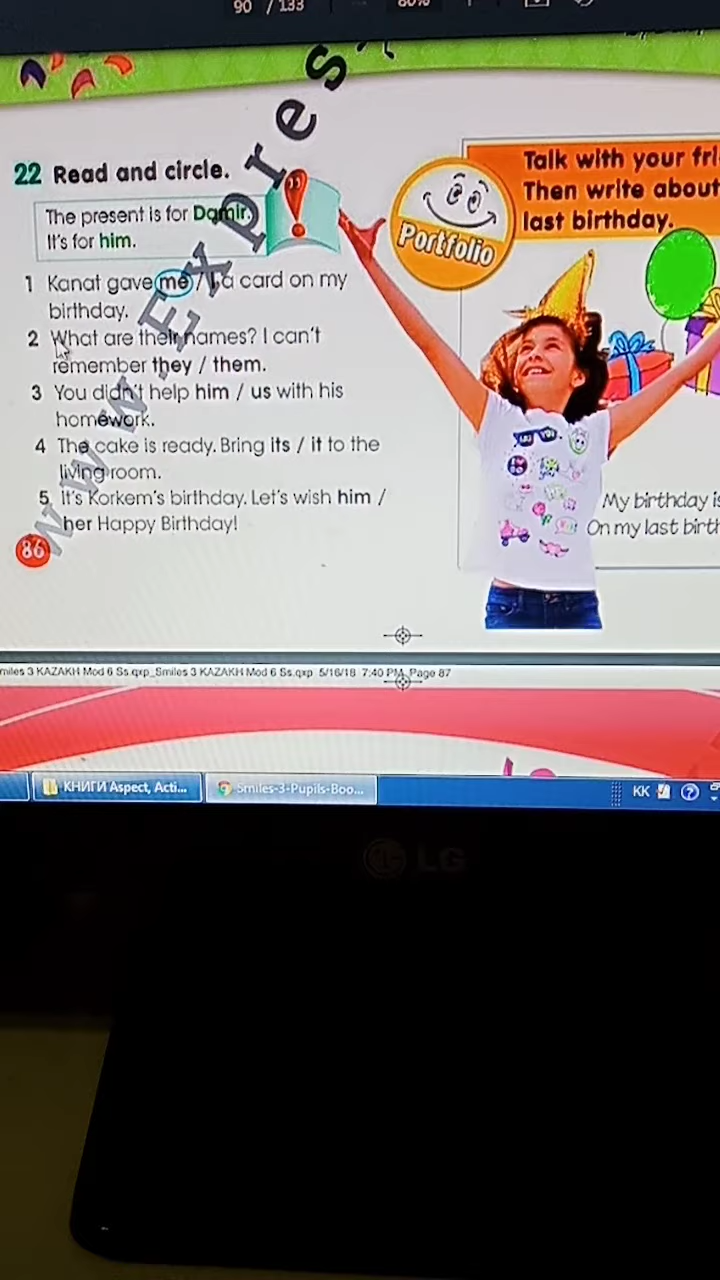 90 / 133
22 Read and circle.
The present is for Damir.
It's for him.
1 Kanat gave me / I a card on my
birthday.
2 What are their names? I can't
remember they / them.
3 You didn't help him / us with his
homework.
4 The cake is ready. Bring its / it to the
living room.
5 It's Korkem's birthday. Let's wish him /
her Happy Birthday!
86
www.Expres
Portfolio
Talk with your
Then write about
last birthday.
My birthday
On my last
miles 3 KAZAKH Mod 6 Ss.qxp_Smiles 3 KAZAKH Mod 6 Ss.qxp 5/16/18 7:40 PM Page 87
КНИГИ Aspect, Acti...
Smiles-3-Pupils-Boo...
KK
LG